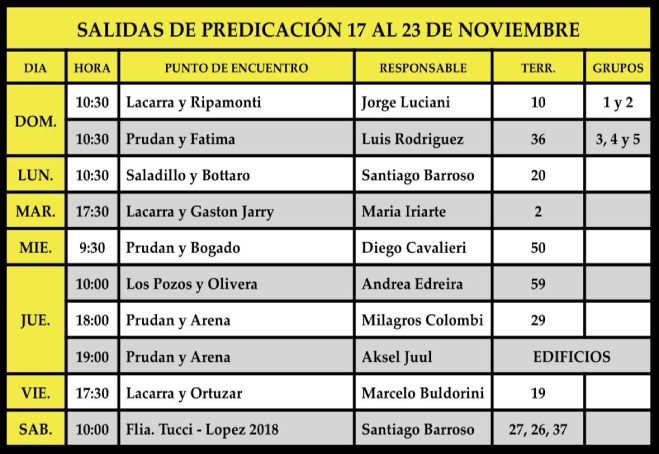 SALIDAS DE PREDICACIÓN 17 AL 23 DE NOVIEMBRE
DIA HORA PUNTO DE ENCUENTRO RESPONSABLE TERR. GRUPOS
DOM. 10:30 Lacarra y Ripamonti Jorge Luciani 10 1 y 2
10:30 Prudan y Fatima Luis Rodriguez 36 3, 4 y 5
LUN. 10:30 Saladillo y Bottaro Santiago Barroso 20
MAR. 17:30 Lacarra y Gaston Jarry Maria Iriarte 2
MIE. 9:30 Prudan y Bogado Diego Cavalieri 50
JUE. 10:00 Los Pozos y Olivera Andrea Edreira 59
18:00 Prudan y Arena Milagros Colombi 29
19:00 Prudan y Arena Aksel Juul EDIFICIOS
VIE. 17:30 Lacarra y Ortuzar Marcelo Buldorini 19
SAB. 10:00 Flia. Tucci - Lopez 2018 Santiago Barroso 27, 26, 37